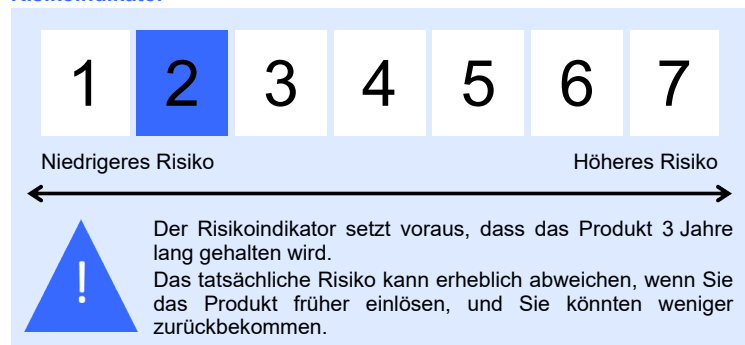 Risikoindikator
1 2 3 4 5 6 7
Niedrigeres Risiko Höheres Risiko
Der Risikoindikator setzt voraus, dass das Produkt 3 Jahre
lang gehalten wird.
!
Das tatsächliche Risiko kann erheblich abweichen, wenn Sie
das Produkt früher einlösen, und Sie könnten weniger
zurückbekommen.